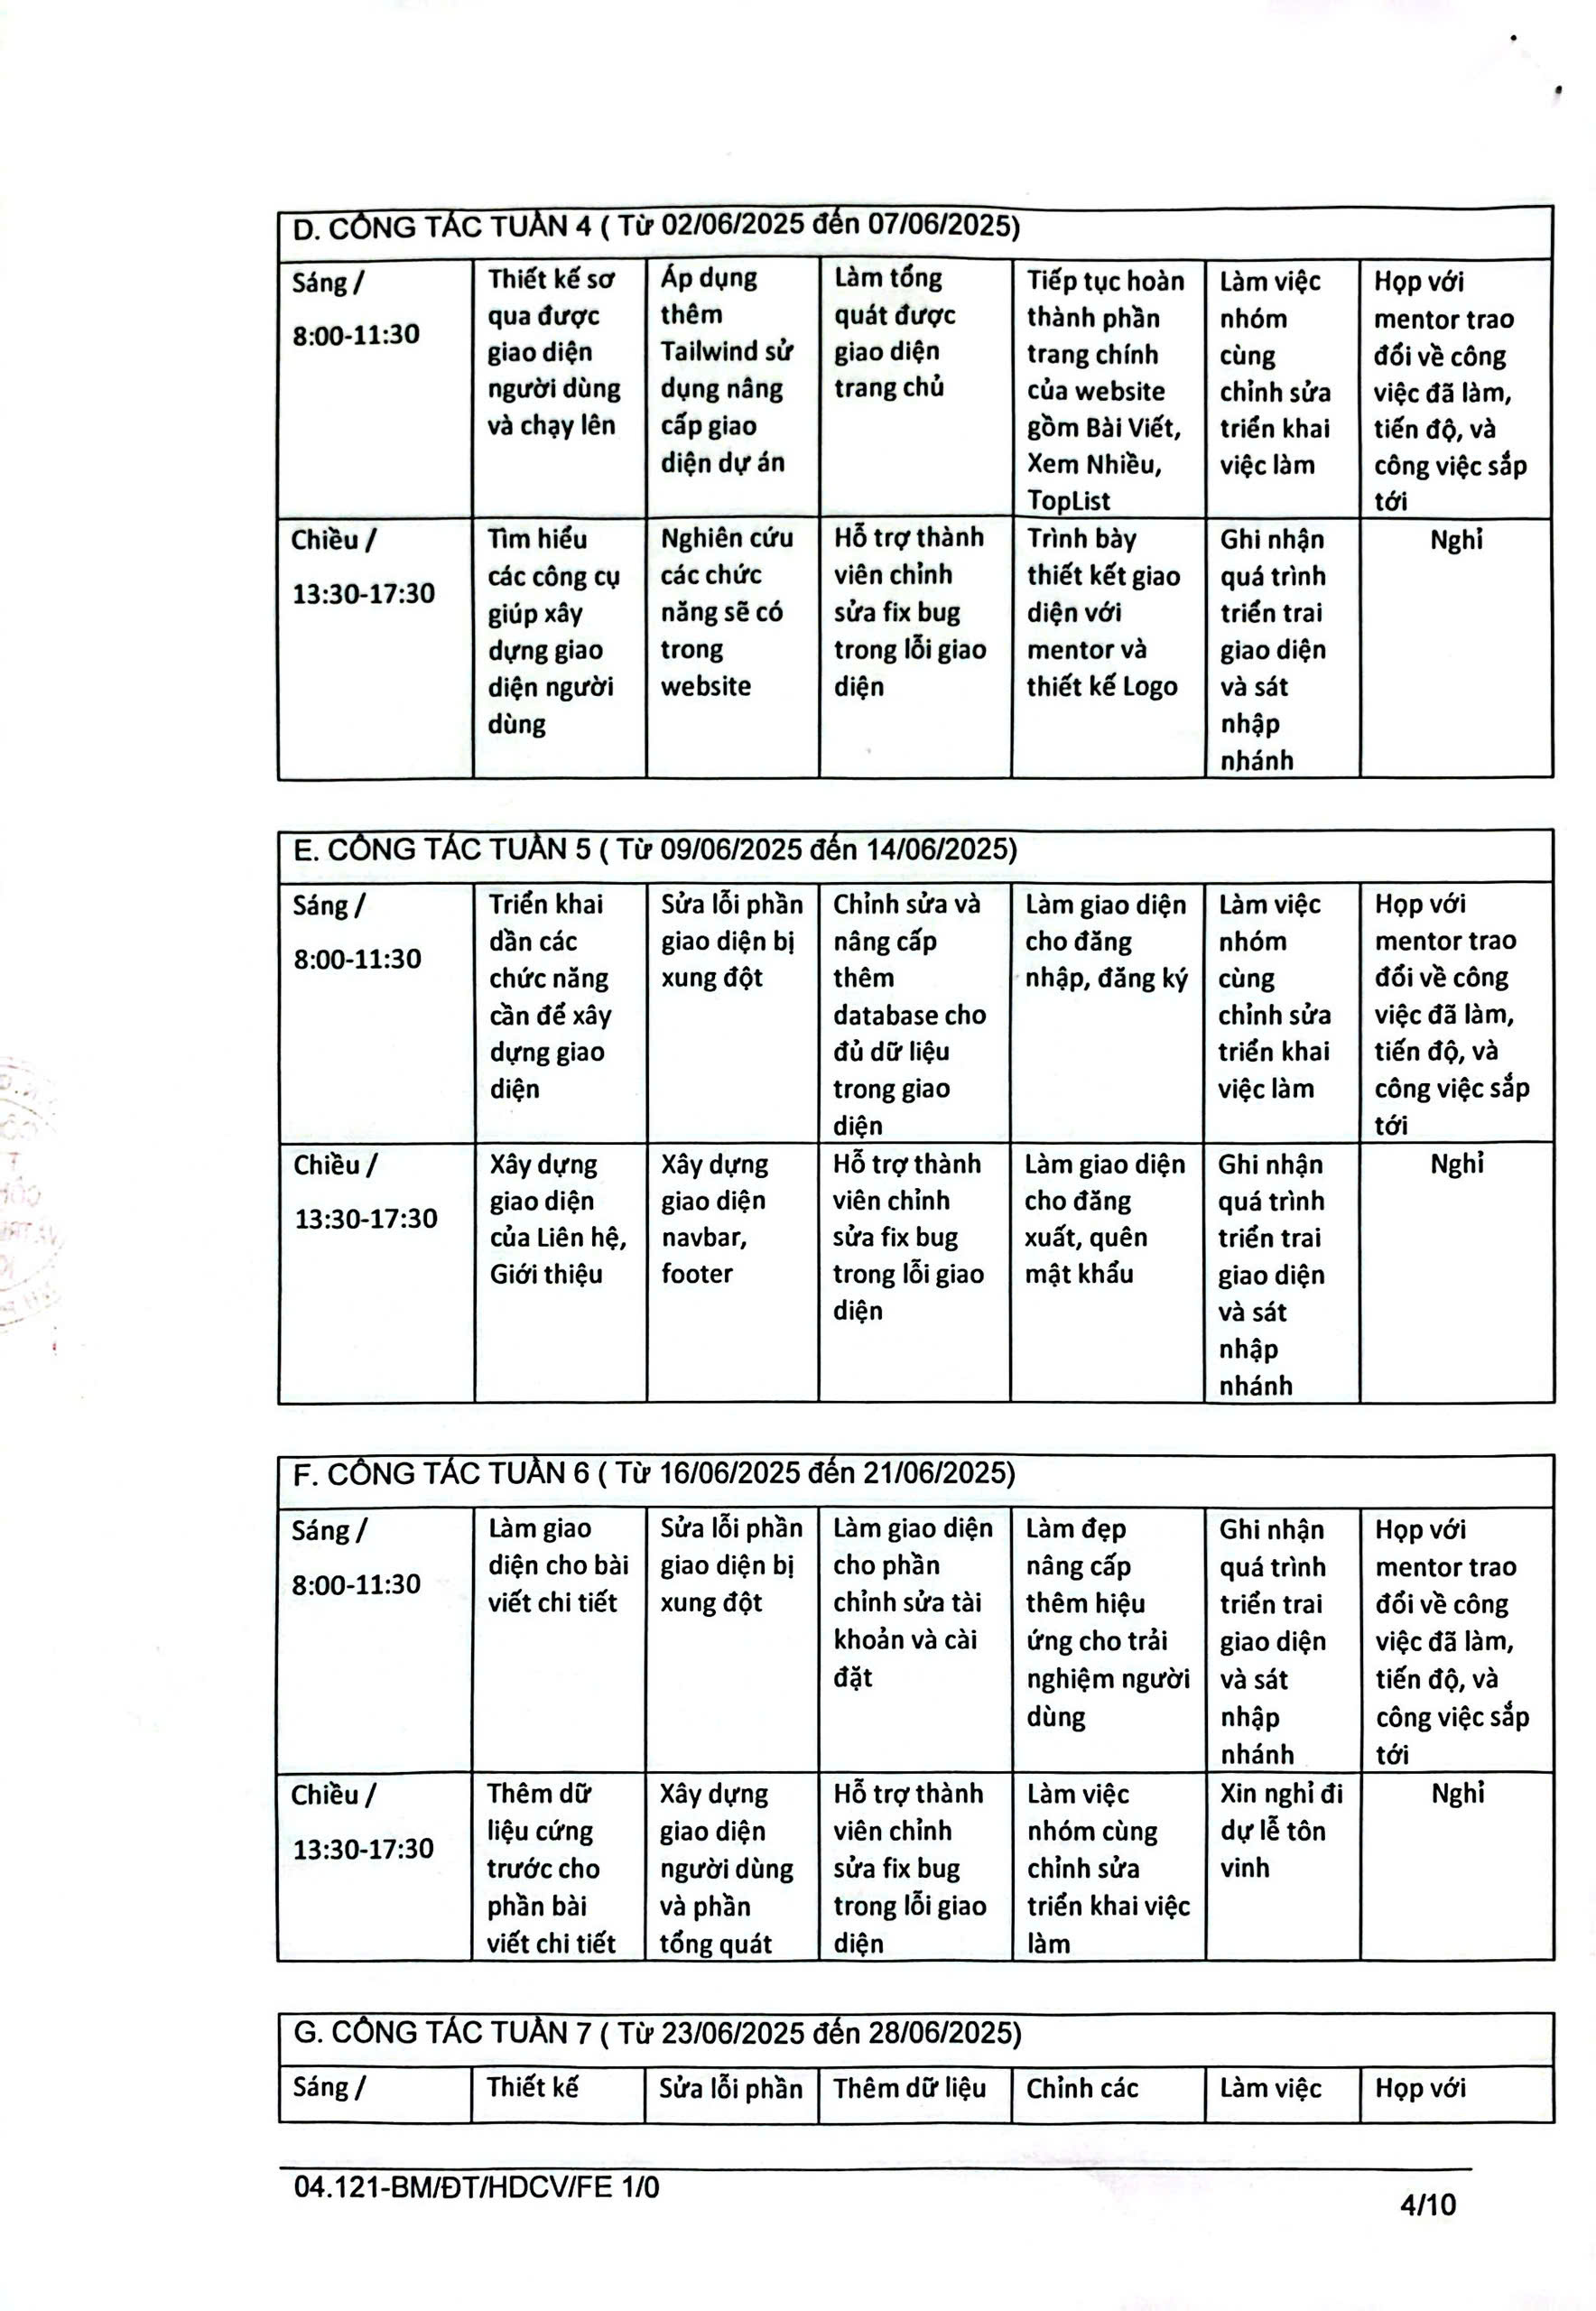 D. CÔNG TÁC TUẦN 4 ( Từ 02/06/2025 đến 07/06/2025)
Sáng /
8:00-11:30
Thiết kế sơ
qua được
giao diện
người dùng
và chạy lên
Áp dụng
thêm
Tailwind sử
dụng nâng
cấp giao
diện dự án
Làm tổng
quát được
giao diện
trang chủ
Tiếp tục hoàn
thành phần
trang chính
của website
gồm Bài Viết,
Xem Nhiều,
TopList
Làm việc
nhóm
cùng
chỉnh sửa
triển khai
việc làm
Họp với
mentor trao
đổi về công
việc đã làm,
tiến độ, và
công việc sắp
tới
Chiều /
13:30-17:30
Tìm hiểu
các công cụ
giúp xây
dựng giao
diện người
dùng
Nghiên cứu
các chức
năng sẽ có
trong
website
Hỗ trợ thành
viên chỉnh
sửa fix bug
trong lỗi giao
diện
Trình bày
thiết kết giao
diện với
mentor và
thiết kế Logo
Ghi nhận
quá trình
triển trai
giao diện
và sát
nhập
nhánh
Nghỉ
E. CÔNG TÁC TUẦN 5 ( Từ 09/06/2025 đến 14/06/2025)
Sáng /
8:00-11:30
Triển khai
dần các
chức năng
cần để xây
dựng giao
diện
Sửa lỗi phần
giao diện bị
xung đột
Chỉnh sửa và
nâng cấp
thêm
database cho
đủ dữ liệu
trong giao
diện
Làm giao diện
cho đăng
nhập, đăng ký
Làm việc
nhóm
cùng
chỉnh sửa
triển khai
việc làm
Họp với
mentor trao
đổi về công
việc đã làm,
tiến độ, và
công việc sắp
tới
Chiều /
13:30-17:30
Xây dựng
giao diện
của Liên hệ,
Giới thiệu
Xây dựng
giao diện
navbar,
footer
Hỗ trợ thành
viên chỉnh
sửa fix bug
trong lỗi giao
diện
Làm giao diện
cho đăng
xuất, quên
mật khẩu
Ghi nhận
quá trình
triển trai
giao diện
và sát
nhập
nhánh
Nghỉ
F. CÔNG TÁC TUẦN 6 ( Từ 16/06/2025 đến 21/06/2025)
Sáng /
8:00-11:30
Làm giao
diện cho bài
viết chi tiết
Sửa lỗi phần
giao diện bị
xung đột
Làm giao diện
cho phần
chỉnh sửa tài
khoản và cài
đặt
Làm đẹp
nâng cấp
thêm hiệu
ứng cho trải
nghiệm người
dùng
Ghi nhận
quá trình
triển trai
giao diện
và sát
nhập
nhánh
Họp với
mentor trao
đổi về công
việc đã làm,
tiến độ, và
công việc sắp
tới
Chiều /
13:30-17:30
Thêm dữ
liệu cứng
trước cho
phần bài
viết chi tiết
Xây dựng
giao diện
người dùng
và phần
tổng quát
Hỗ trợ thành
viên chỉnh
sửa fix bug
trong lỗi giao
diện
Làm việc
nhóm cùng
chỉnh sửa
triển khai việc
làm
Xin nghỉ đi
dự lễ tôn
vinh
Nghỉ
G. CÔNG TÁC TUẦN 7 ( Từ 23/06/2025 đến 28/06/2025)
Sáng /
Thiết kế
Sửa lỗi phần
Thêm dữ liệu
Chỉnh các
Làm việc
Họp với
04.121-BM/ĐT/HDCV/FE 1/0
4/10